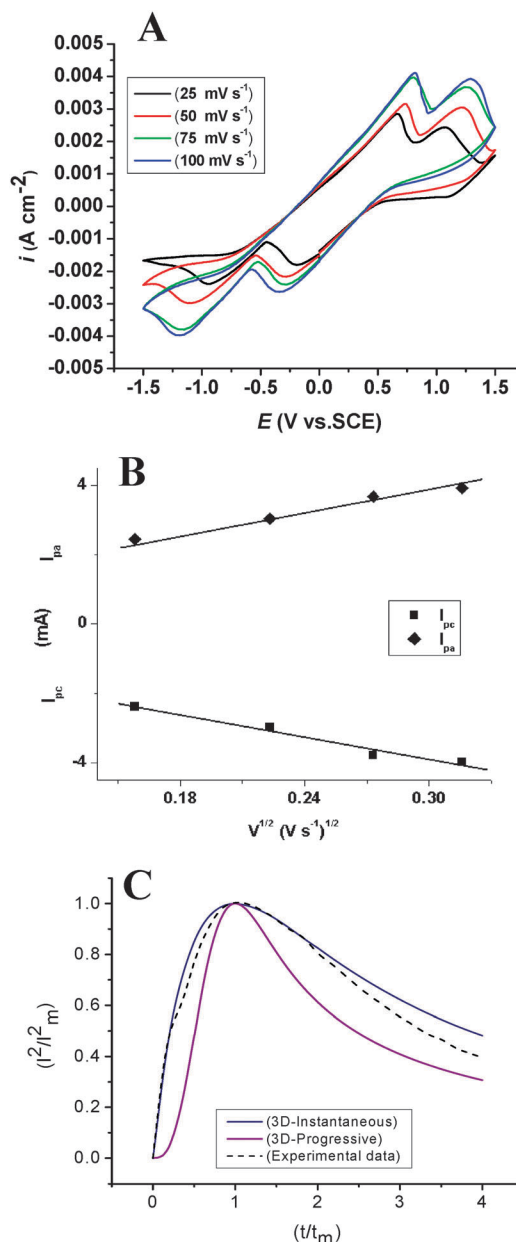 A
0.005
0.004
0.003
0.002
0.001
0.000
-0.001
-0.002
-0.003
-0.004
-0.005
i (A cm-2)
(25 mV s-1)
(50 mV s-1)
(75 mV s-1)
(100 mV s-1)
-1.5 -1.0 -0.5 0.0 0.5 1.0 1.5
E (V vs.SCE)
B
4
0
-4
Ipa
(mA)
Ipc
Ipc
Ipa
0.18 0.24 0.30
V1/2 (V s-1)1/2
C
1.0
0.8
0.6
0.4
0.2
0.0
(I2/I2m)
(3D-Instantaneous)
(3D-Progressive)
(Experimental data)
0 1 2 3 4
(t/tm)